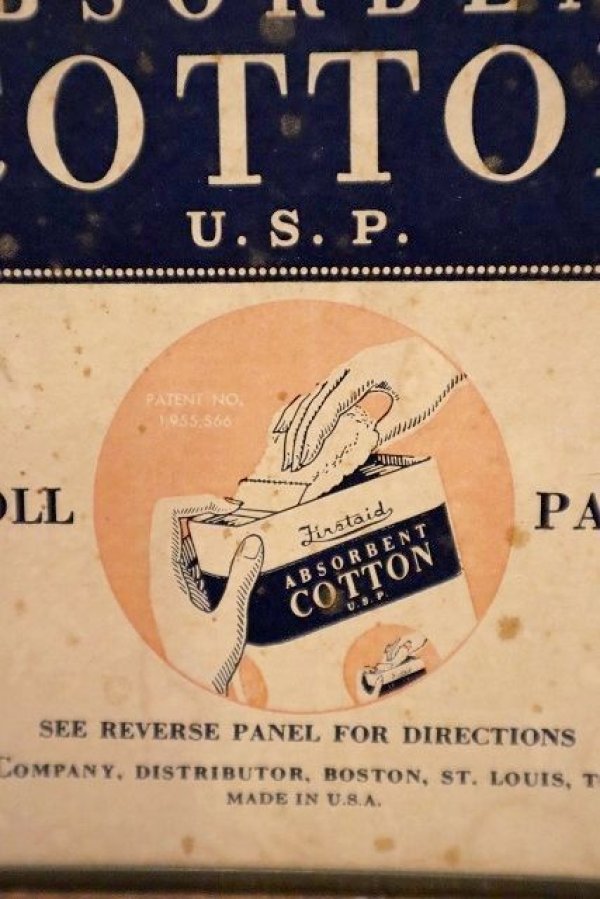 ABSORBEN
COTTO
U.S.P.
PATENT NO.
1,955,566
OLL PA
Firstaid
ABSORBENT
COTTON
U.S.P.
SEE REVERSE PANEL FOR DIRECTIONS
COMPANY, DISTRIBUTOR, BOSTON, ST. LOUIS, T
MADE IN U.S.A.